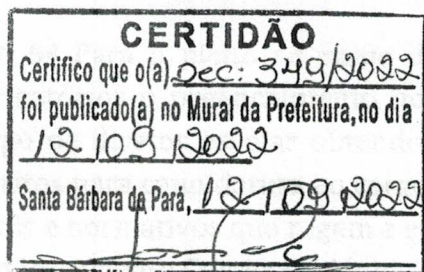 CERTIDÃO
Certifico que o(a) Dec: 349/2022
foi publicado(a) no Mural da Prefeitura, no dia
12/09/2022
Santa Bárbara do Pará, 12/09/2022